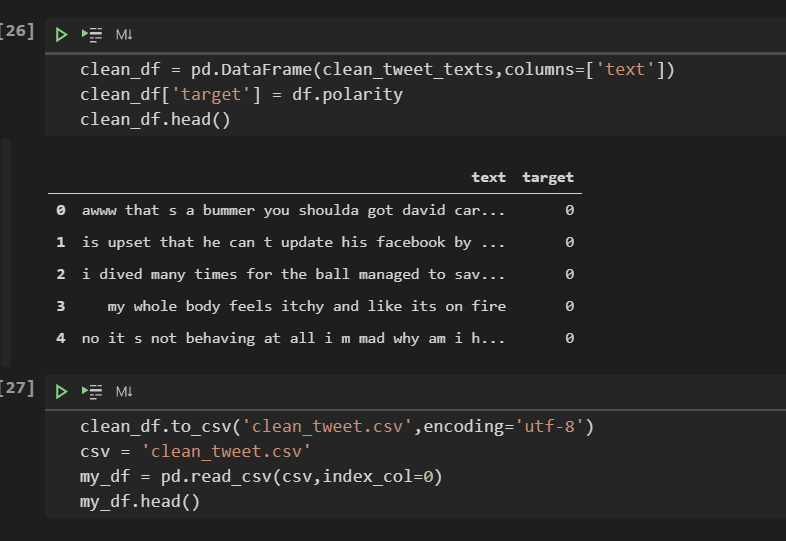 [26]
M↓
clean_df = pd.DataFrame(clean_tweet_texts,columns=['text'])
clean_df['target'] = df.polarity
clean_df.head()
text target
0 awww that s a bummer you shoulda got david car... 0
1 is upset that he can t update his facebook by ... 0
2 i dived many times for the ball managed to sav... 0
3 my whole body feels itchy and like its on fire 0
4 no it s not behaving at all i m mad why am i h... 0
[27]
M↓
clean_df.to_csv('clean_tweet.csv',encoding='utf-8')
csv = 'clean_tweet.csv'
my_df = pd.read_csv(csv,index_col=0)
my_df.head()